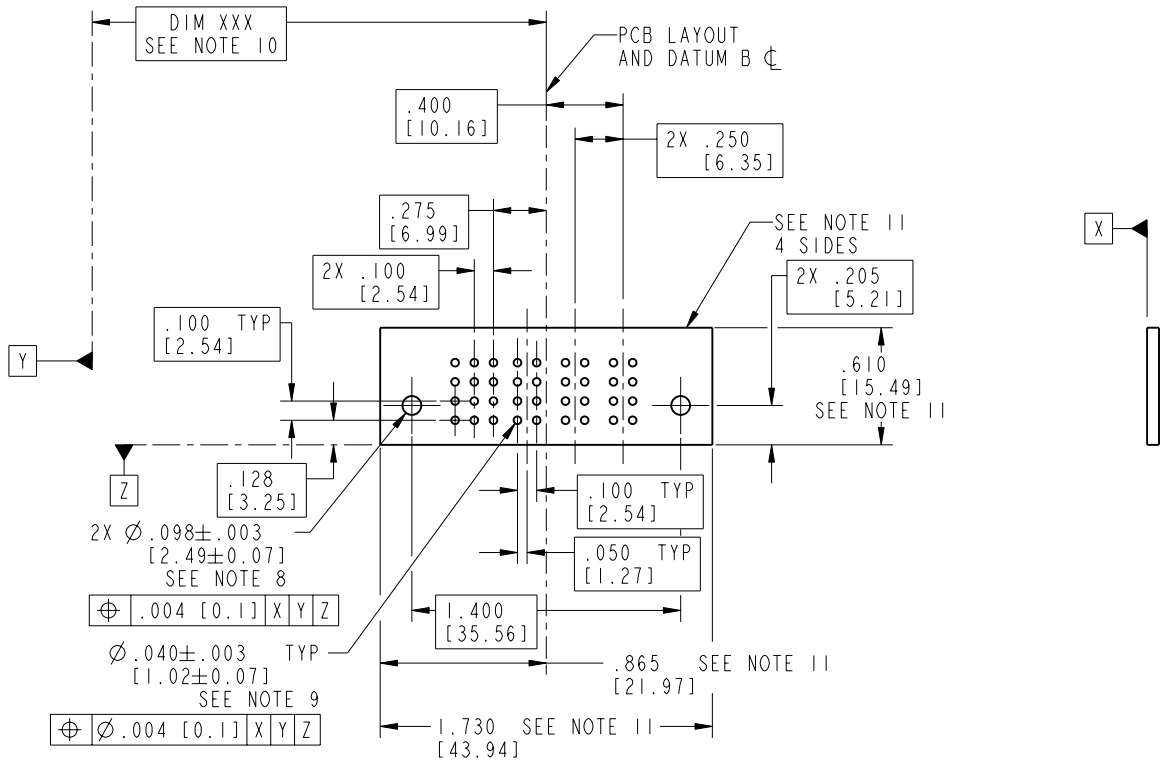 DIM XXX
SEE NOTE 10
PCB LAYOUT
AND DATUM B ℄
.400
[10.16]
2X .250
[6.35]
.275
[6.99]
SEE NOTE 11
4 SIDES
X
2X .100
[2.54]
2X .205
[5.21]
.100 TYP
[2.54]
Y
.610
[15.49]
SEE NOTE 11
.128
[3.25]
Z
.100 TYP
[2.54]
2X Ø.098±.003
[2.49±0.07]
SEE NOTE 8
⌖ .004 [0.1] X Y Z
.050 TYP
[1.27]
1.400
[35.56]
Ø.040±.003 TYP
[1.02±0.07]
SEE NOTE 9
⌖ Ø.004 [0.1] X Y Z
.865 SEE NOTE 11
[21.97]
1.730 SEE NOTE 11
[43.94]